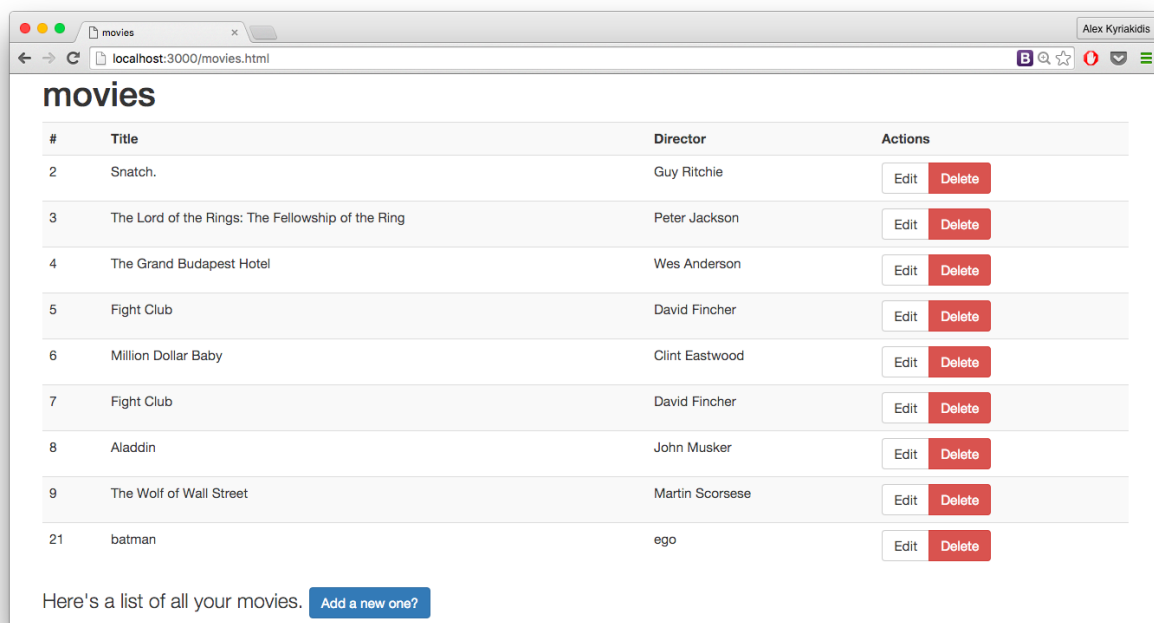 movies
Alex Kyriakidis
localhost:3000/movies.html
B
movies
# Title Director Actions
2 Snatch. Guy Ritchie Edit Delete
3 The Lord of the Rings: The Fellowship of the Ring Peter Jackson Edit Delete
4 The Grand Budapest Hotel Wes Anderson Edit Delete
5 Fight Club David Fincher Edit Delete
6 Million Dollar Baby Clint Eastwood Edit Delete
7 Fight Club David Fincher Edit Delete
8 Aladdin John Musker Edit Delete
9 The Wolf of Wall Street Martin Scorsese Edit Delete
21 batman ego Edit Delete
Here's a list of all your movies. Add a new one?